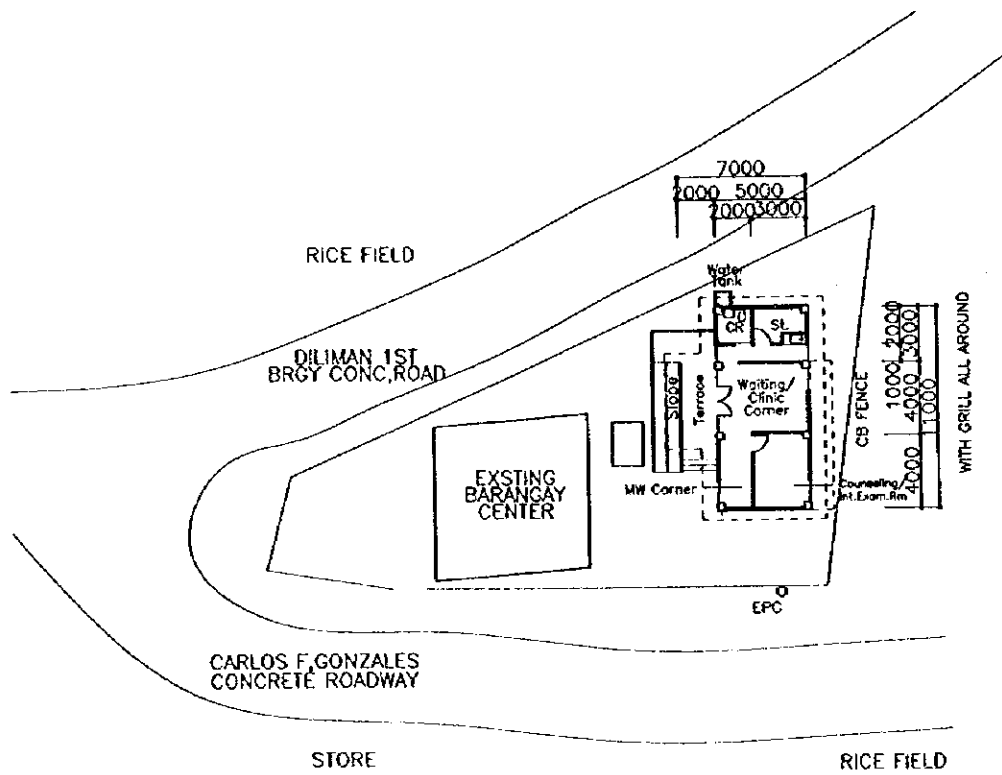 7000
2000 5000
2000 3000
RICE FIELD
Water
Tank
CR St.
DILIMAN 1ST
BRGY CONC,ROAD
Slope
Terrace
Waiting/
Clinic
Corner
CB FENCE
2000
1000
3000
4000
4000
1000
WITH GRILL ALL AROUND
EXSTING
BARANGAY
CENTER
MW Corner
Counseling/
Int.Exam.Rm
EPC
CARLOS F,GONZALES
CONCRETE ROADWAY
STORE
RICE FIELD